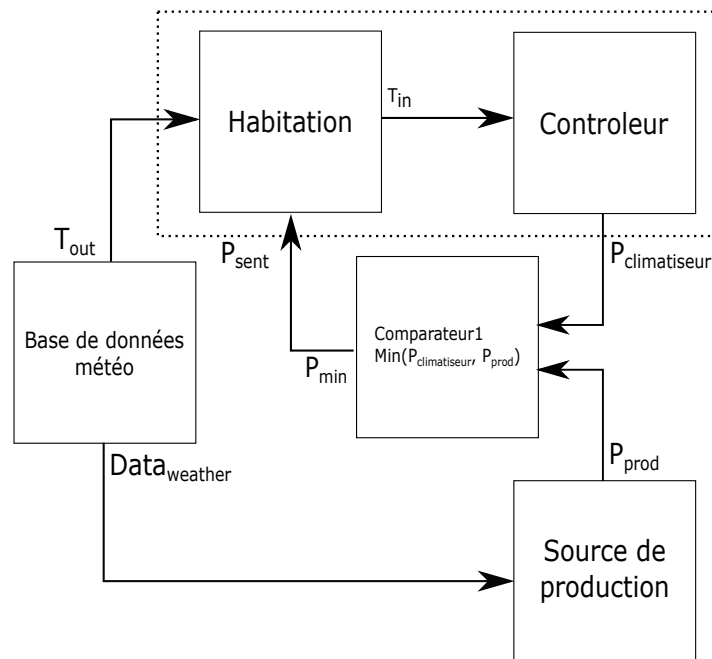 Habitation
Tin
Controleur
Tout
Psent
Pclimatiseur
Base de données
météo
Comparateur1
Min(Pclimatiseur, Pprod)
Pmin
Dataweather
Pprod
Source de
production